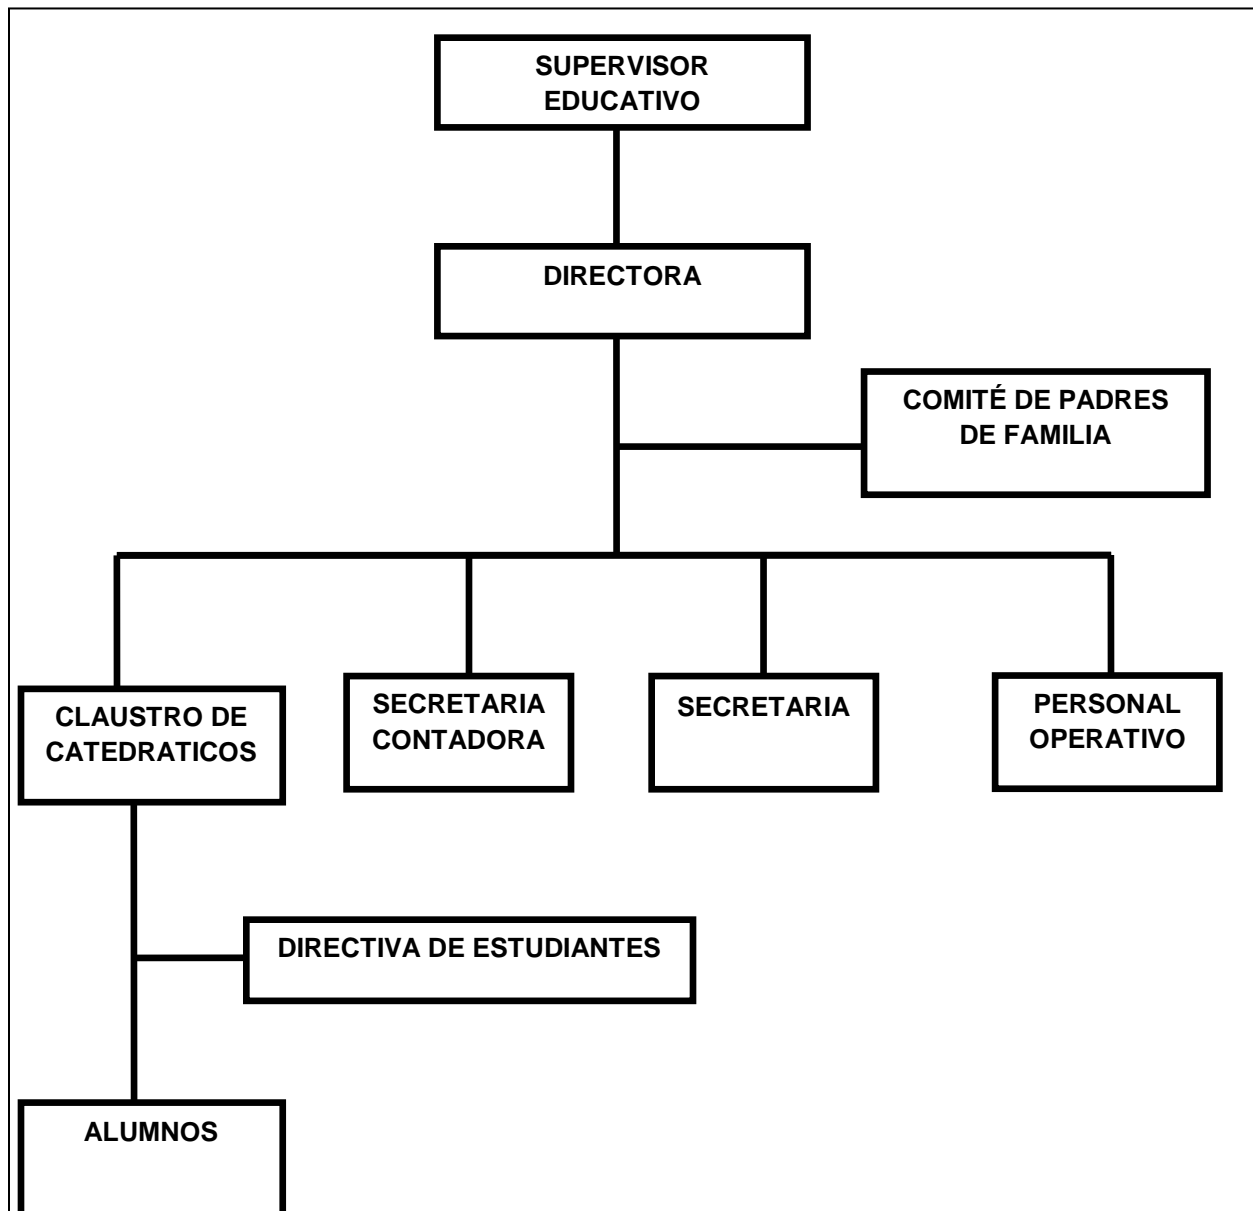 SUPERVISOR
EDUCATIVO
DIRECTORA
COMITÉ DE PADRES
DE FAMILIA
CLAUSTRO DE
CATEDRATICOS
SECRETARIA
CONTADORA
SECRETARIA
PERSONAL
OPERATIVO
DIRECTIVA DE ESTUDIANTES
ALUMNOS